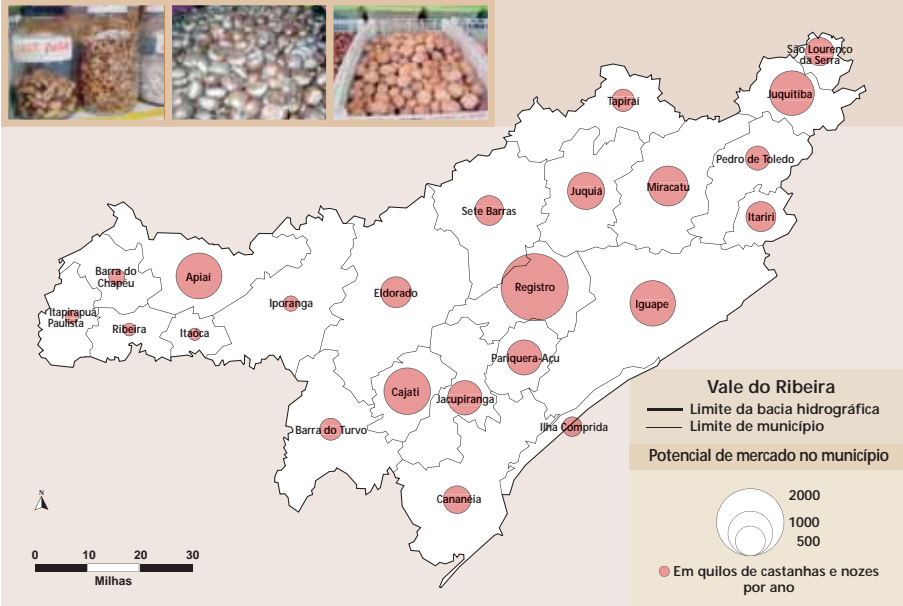 São Lourenço
da Serra
Juquitiba
Tapiraí
Pedro de Toledo
Miracatu
Juquiá
Itariri
Sete Barras
Barra do
Chapéu
Apiaí
Registro
Eldorado
Iporanga
Iguape
Itapirapuã
Paulista
Ribeira
Itaóca
Pariquera-Açu
Cajati
Jacupiranga
Barra do Turvo
Ilha Comprida
Cananéia
N
0 10 20 30
Milhas
Vale do Ribeira
Limite da bacia hidrográfica
Limite de município
Potencial de mercado no município
2000
1000
500
Em quilos de castanhas e nozes
por ano